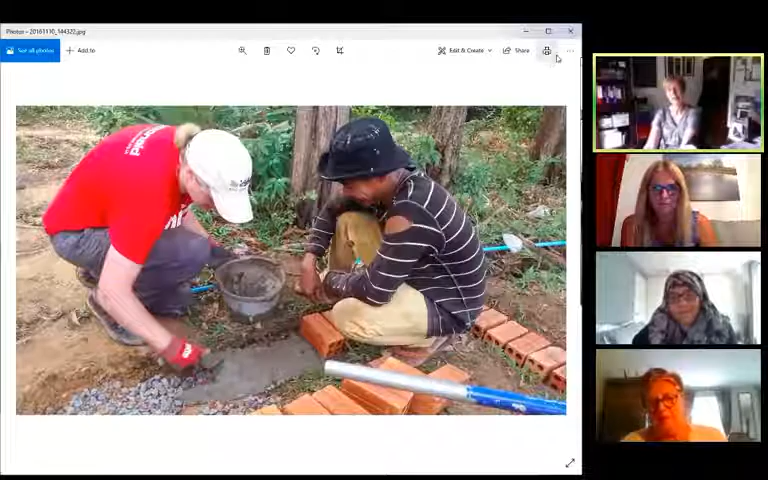 Photos - 20161110_144322.jpg
See all photos
Add to
Edit & Create
Share